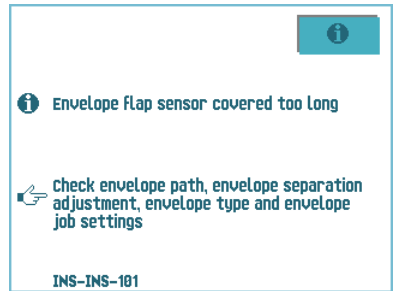 Envelope flap sensor covered too long
Check envelope path, envelope separation
adjustment, envelope type and envelope
job settings
INS-INS-101